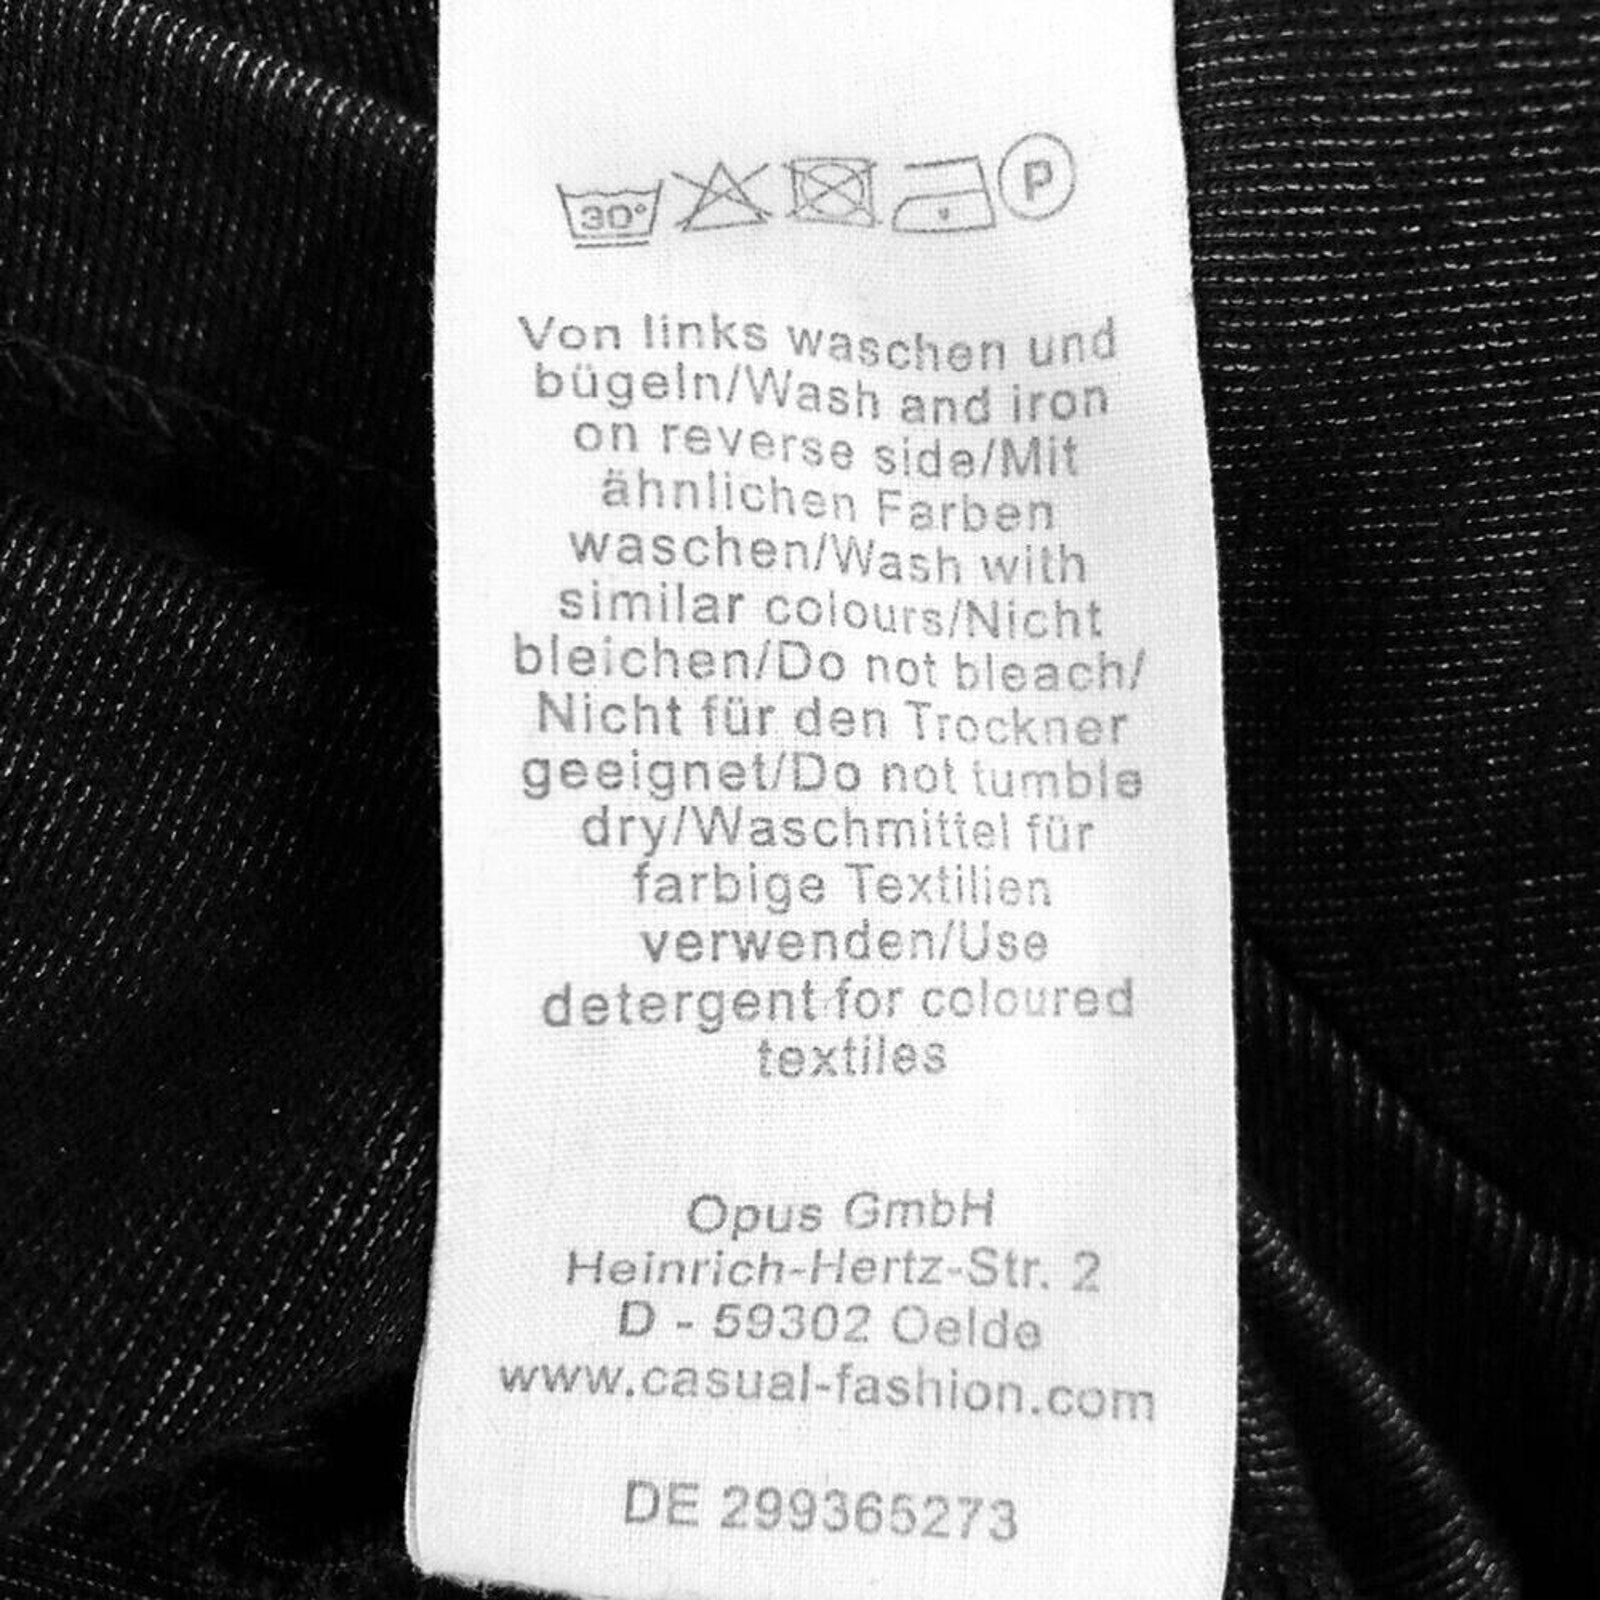 30° P
Von links waschen und
bügeln/Wash and iron
on reverse side/Mit
ähnlichen Farben
waschen/Wash with
similar colours/Nicht
bleichen/Do not bleach/
Nicht für den Trockner
geeignet/Do not tumble
dry/Waschmittel für
farbige Textilien
verwenden/Use
detergent for coloured
textiles
Opus GmbH
Heinrich-Hertz-Str. 2
D - 59302 Oelde
www.casual-fashion.com
DE 299365273